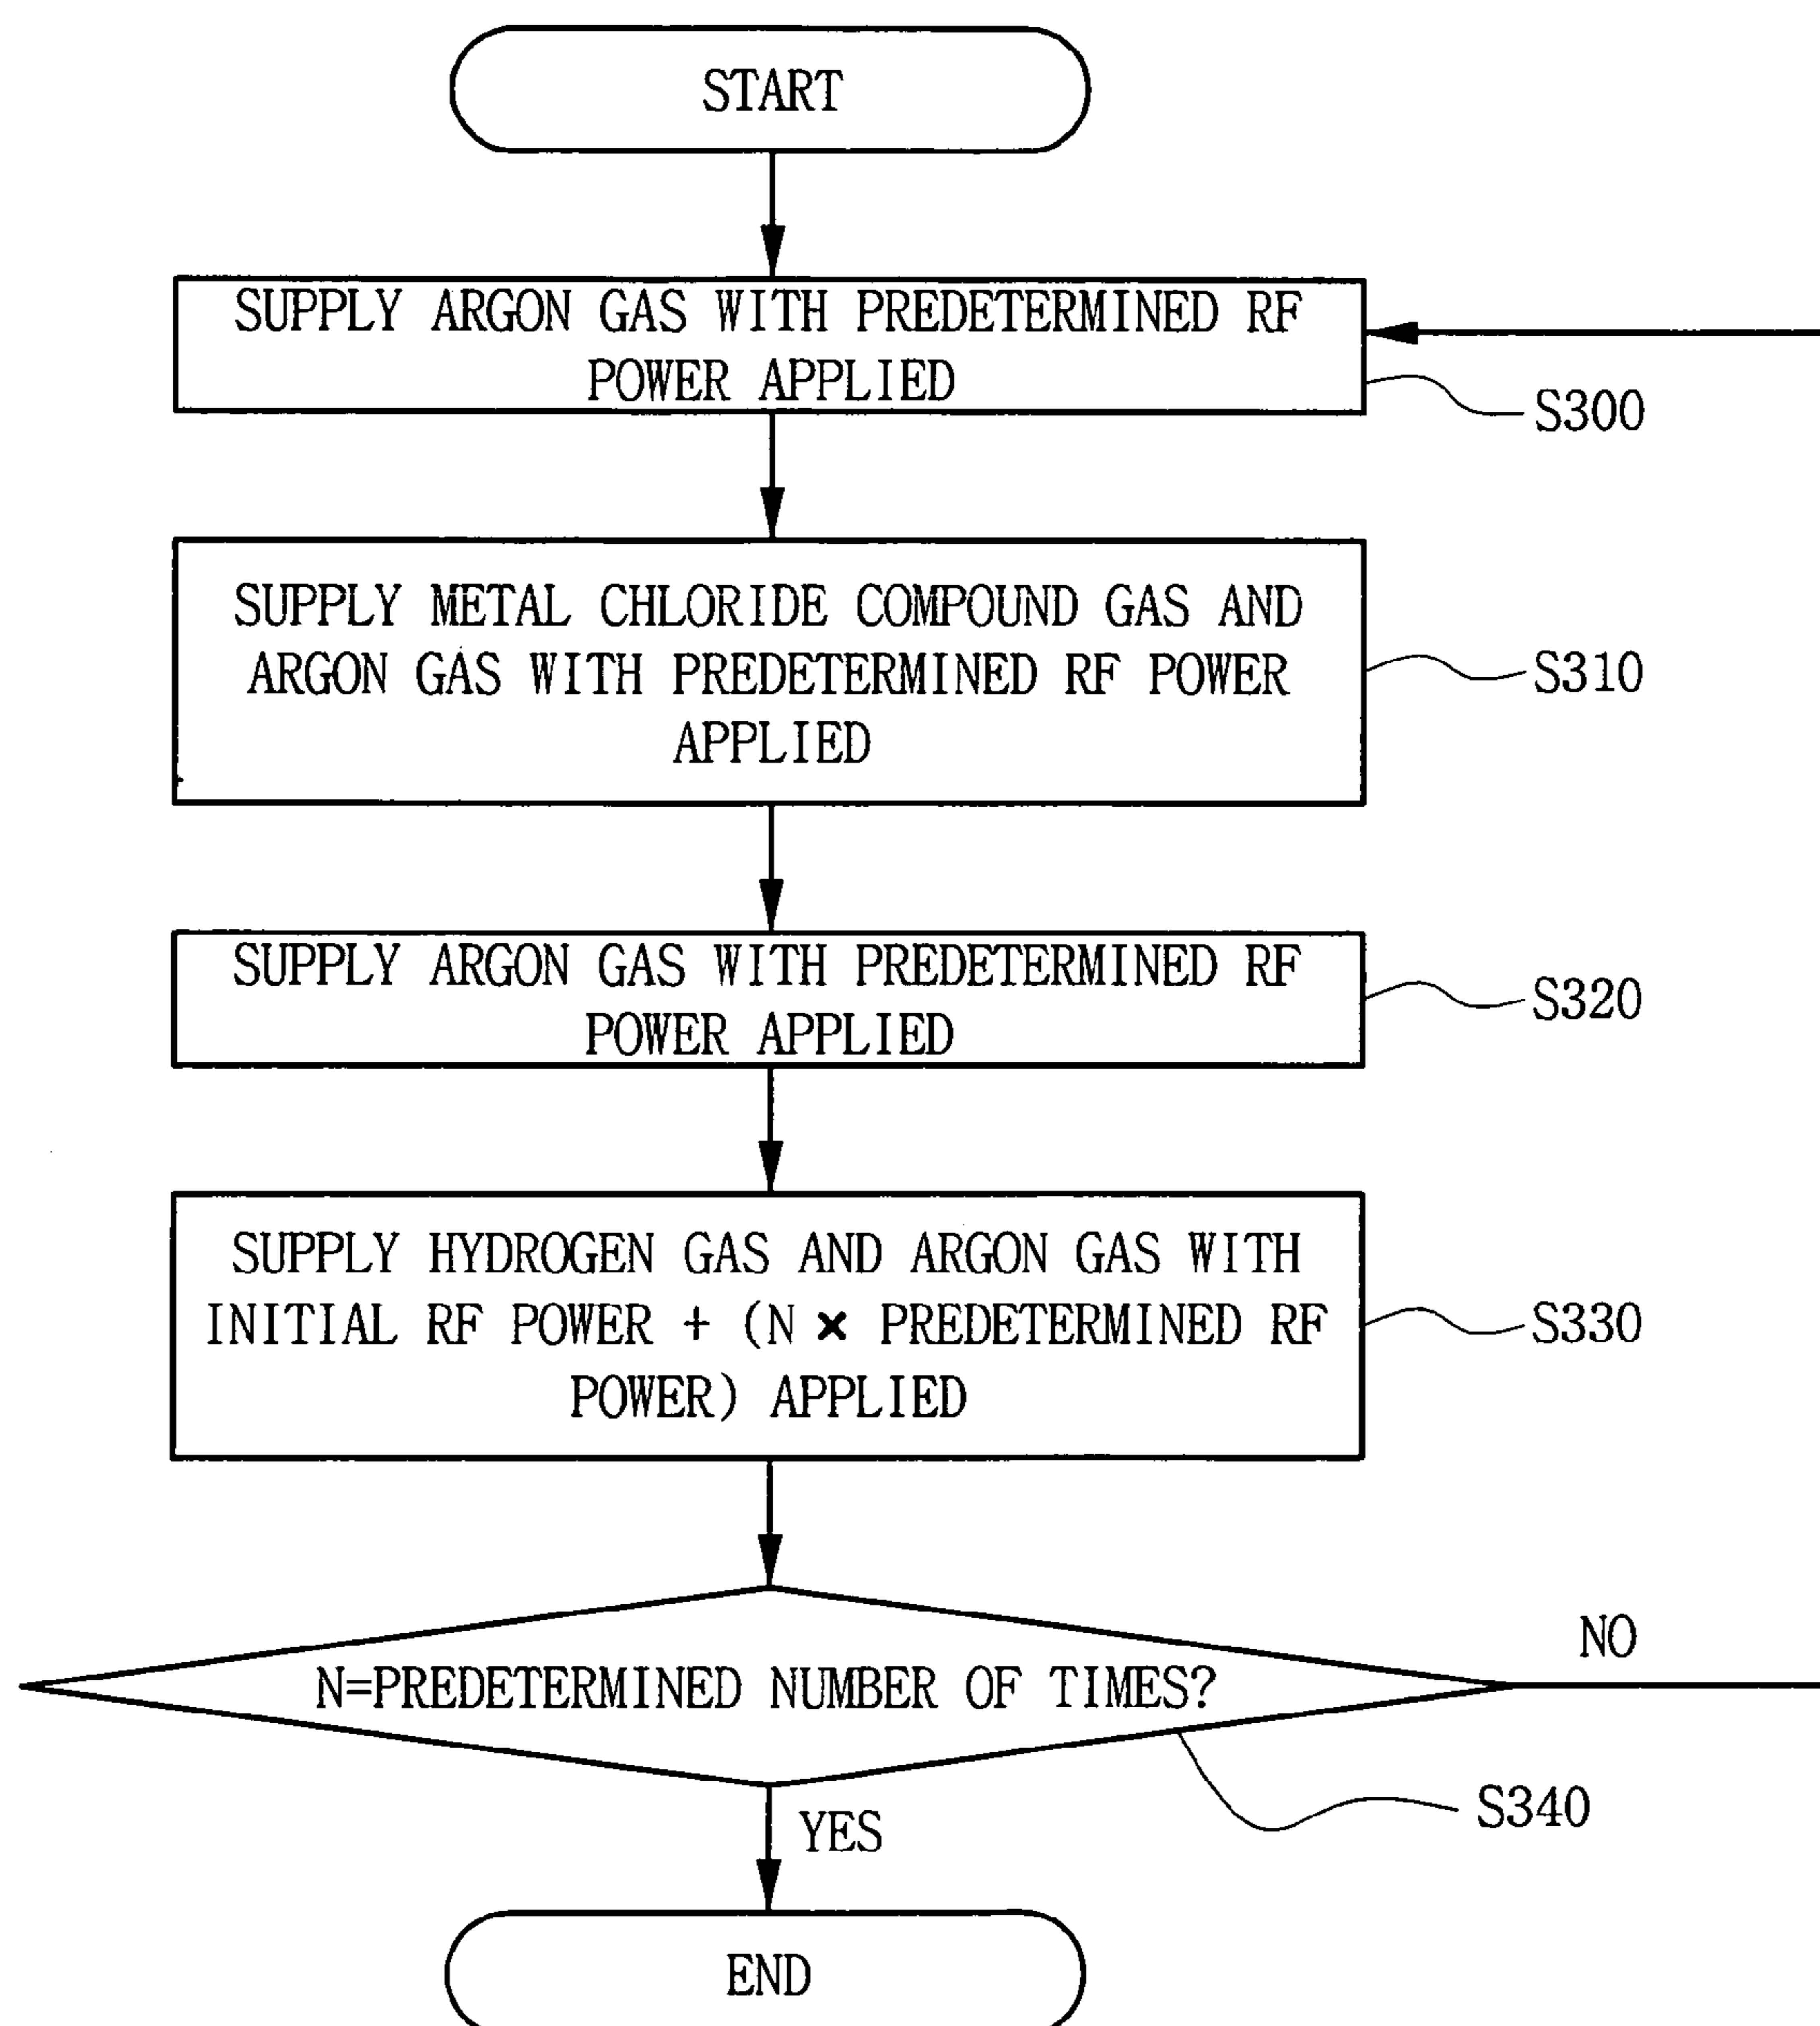 START
SUPPLY ARGON GAS WITH PREDETERMINED RF
POWER APPLIED
S300
SUPPLY METAL CHLORIDE COMPOUND GAS AND
ARGON GAS WITH PREDETERMINED RF POWER
APPLIED
S310
SUPPLY ARGON GAS WITH PREDETERMINED RF
POWER APPLIED
S320
SUPPLY HYDROGEN GAS AND ARGON GAS WITH
INITIAL RF POWER + (N × PREDETERMINED RF
POWER) APPLIED
S330
N=PREDETERMINED NUMBER OF TIMES?
NO
S340
YES
END